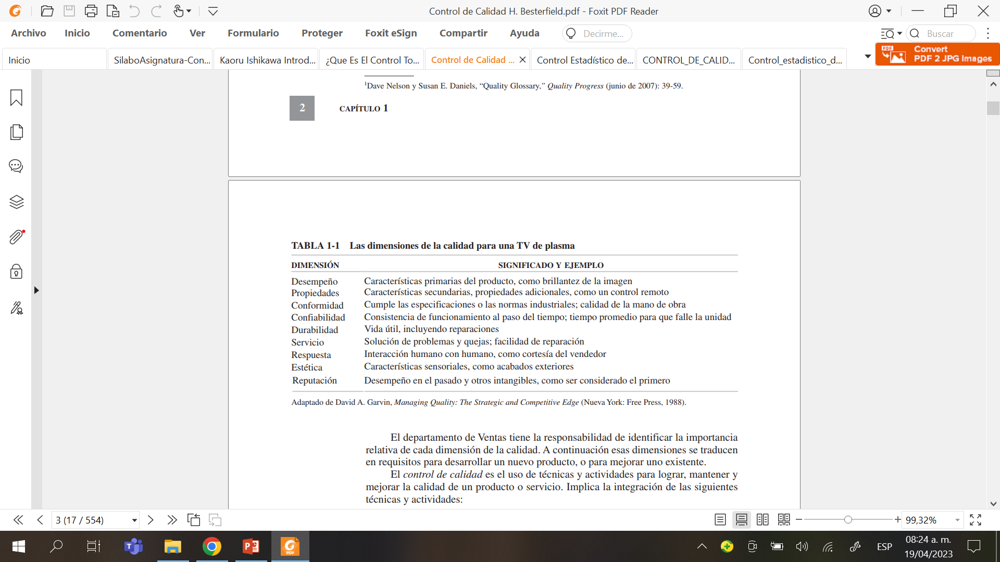 Control de Calidad H. Besterfield.pdf - Foxit PDF Reader
Archivo Inicio Comentario Ver Formulario Proteger Foxit eSign Compartir Ayuda Decirme... Buscar
Inicio SilaboAsignatura-Con... Kaoru Ishikawa Introd... ¿Que Es El Control To... Control de Calidad ... Control Estadístico de... CONTROL_DE_CALID... Control_estadistico_d...
PDF Convert
PDF 2 JPG Images
¹Dave Nelson y Susan E. Daniels, “Quality Glossary,” Quality Progress (junio de 2007): 39-59.
2 CAPÍTULO 1
TABLA 1-1 Las dimensiones de la calidad para una TV de plasma
DIMENSIÓN SIGNIFICADO Y EJEMPLO
Desempeño Características primarias del producto, como brillantez de la imagen
Propiedades Características secundarias, propiedades adicionales, como un control remoto
Conformidad Cumple las especificaciones o las normas industriales; calidad de la mano de obra
Confiabilidad Consistencia de funcionamiento al paso del tiempo; tiempo promedio para que falle la unidad
Durabilidad Vida útil, incluyendo reparaciones
Servicio Solución de problemas y quejas; facilidad de reparación
Respuesta Interacción humano con humano, como cortesía del vendedor
Estética Características sensoriales, como acabados exteriores
Reputación Desempeño en el pasado y otros intangibles, como ser considerado el primero
Adaptado de David A. Garvin, Managing Quality: The Strategic and Competitive Edge (Nueva York: Free Press, 1988).
El departamento de Ventas tiene la responsabilidad de identificar la importancia
relativa de cada dimensión de la calidad. A continuación esas dimensiones se traducen
en requisitos para desarrollar un nuevo producto, o para mejorar uno existente.
El control de calidad es el uso de técnicas y actividades para lograr, mantener y
mejorar la calidad de un producto o servicio. Implica la integración de las siguientes
técnicas y actividades:
3 (17 / 554) 99,32%
ESP 08:24 a. m.
19/04/2023